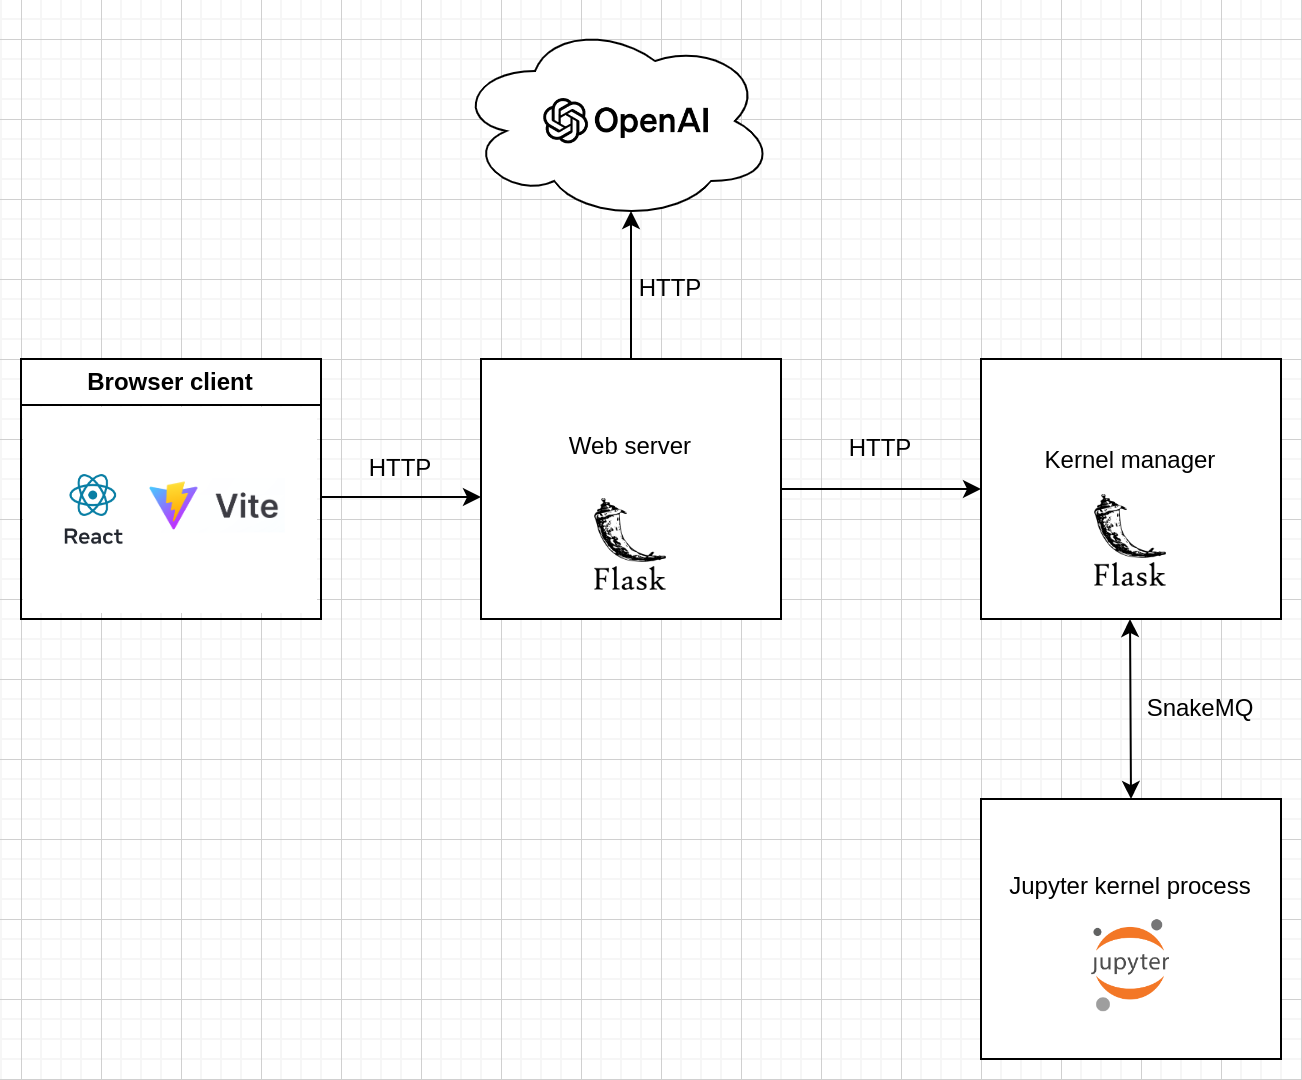 OpenAI
HTTP
Browser client
React
Vite
HTTP
Web server
Flask
HTTP
Kernel manager
Flask
SnakeMQ
Jupyter kernel process
jupyter